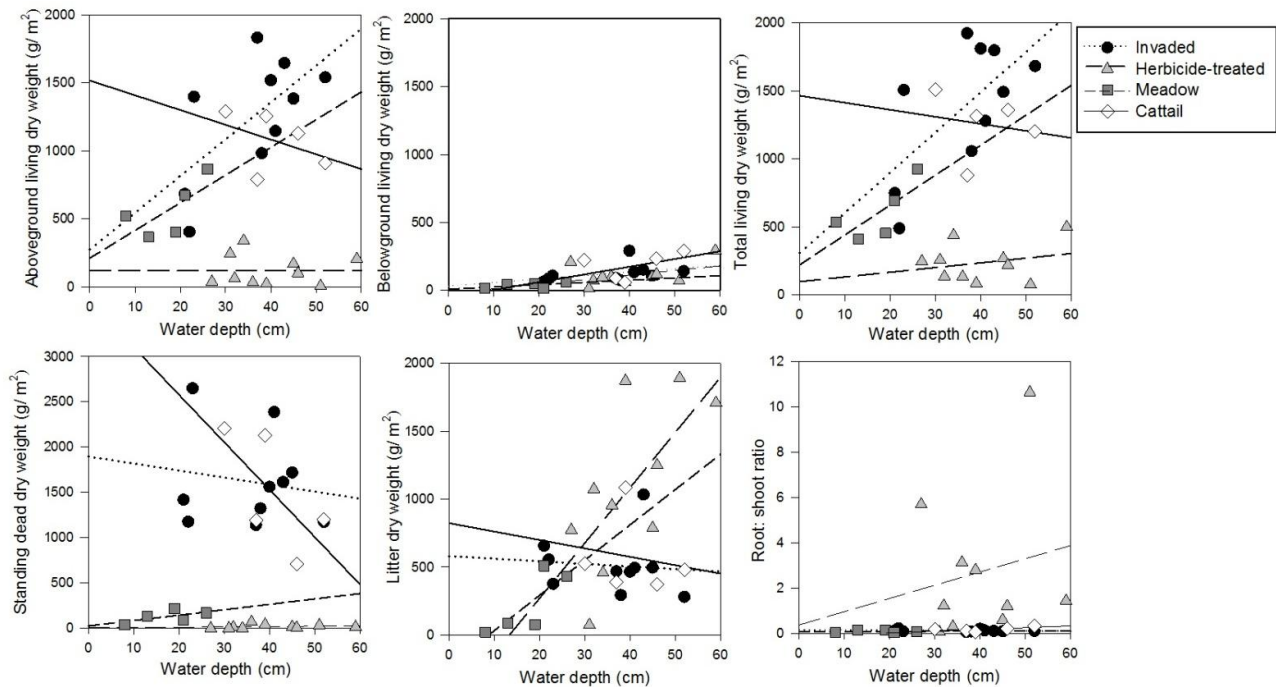 Aboveground living dry weight (g/ m²)
2000
1500
1000
500
0
0 10 20 30 40 50 60
Water depth (cm)
Belowground living dry weight (g/ m²)
2000
1500
1000
500
0
0 10 20 30 40 50 60
Water depth (cm)
Total living dry weight (g/ m²)
2000
1500
1000
500
0
0 10 20 30 40 50 60
Water depth (cm)
Invaded
Herbicide-treated
Meadow
Cattail
Standing dead dry weight (g/ m²)
3000
2500
2000
1500
1000
500
0
0 10 20 30 40 50 60
Water depth (cm)
Litter dry weight (g/ m²)
2000
1500
1000
500
0
0 10 20 30 40 50 60
Water depth (cm)
Root: shoot ratio
12
10
8
6
4
2
0
0 10 20 30 40 50 60
Water depth (cm)